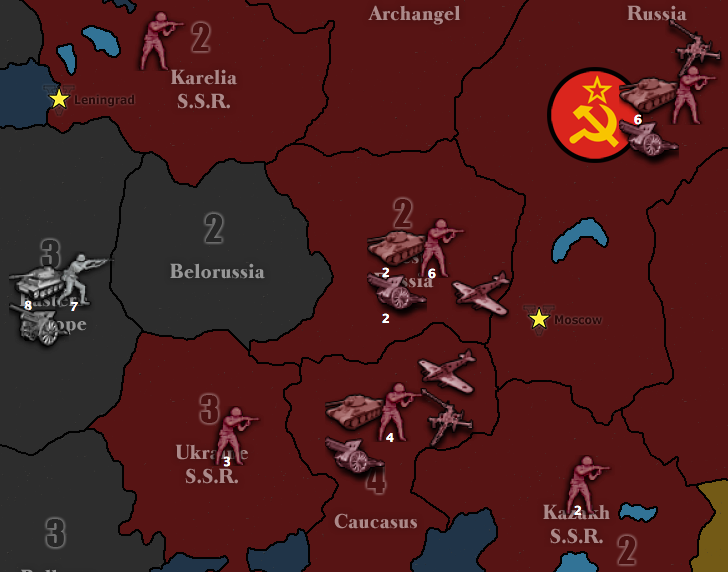 Archangel
Russia
2
Karelia
S.S.R.
Leningrad
6
2
2
3
Belorussia
2
6
8
7
2
Moscow
3
4
3
Ukraine
S.S.R.
4
2
Caucasus
Kazakh
S.S.R.
2
3